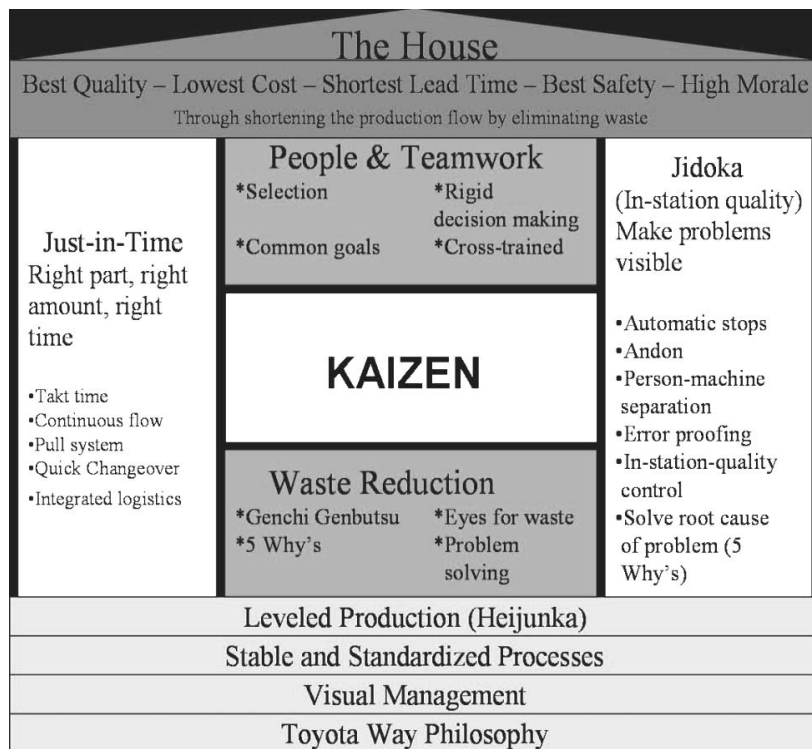 The House
Best Quality – Lowest Cost – Shortest Lead Time – Best Safety – High Morale
Through shortening the production flow by eliminating waste
Just-in-Time
Right part, right
amount, right
time
•Takt time
•Continuous flow
•Pull system
•Quick Changeover
•Integrated logistics
People & Teamwork
*Selection
*Rigid
decision making
*Common goals
*Cross-trained
KAIZEN
Waste Reduction
*Genchi Genbutsu
*Eyes for waste
*5 Why's
*Problem
solving
Jidoka
(In-station quality)
Make problems
visible
•Automatic stops
•Andon
•Person-machine
separation
•Error proofing
•In-station-quality
control
•Solve root cause
of problem (5
Why's)
Leveled Production (Heijunka)
Stable and Standardized Processes
Visual Management
Toyota Way Philosophy